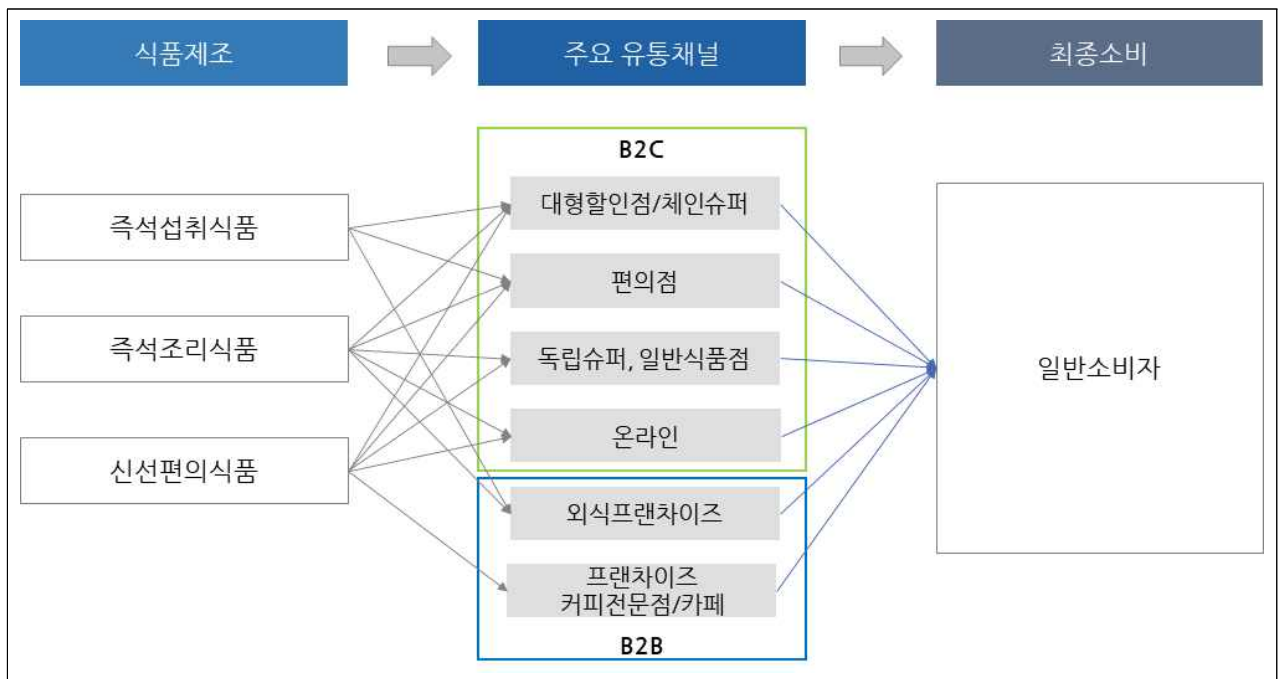 식품제조
주요 유통채널
최종소비
B2C
대형할인점/체인슈퍼
즉석섭취식품
편의점
즉석조리식품
독립슈퍼, 일반식품점
일반소비자
온라인
신선편의식품
외식프랜차이즈
프랜차이즈
커피전문점/카페
B2B